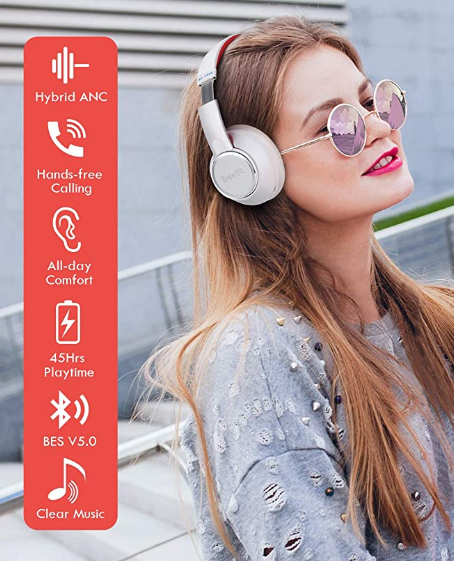 Hybrid ANC
Hands-free
Calling
All-day
Comfort
45Hrs
Playtime
BES V5.0
Clear Music